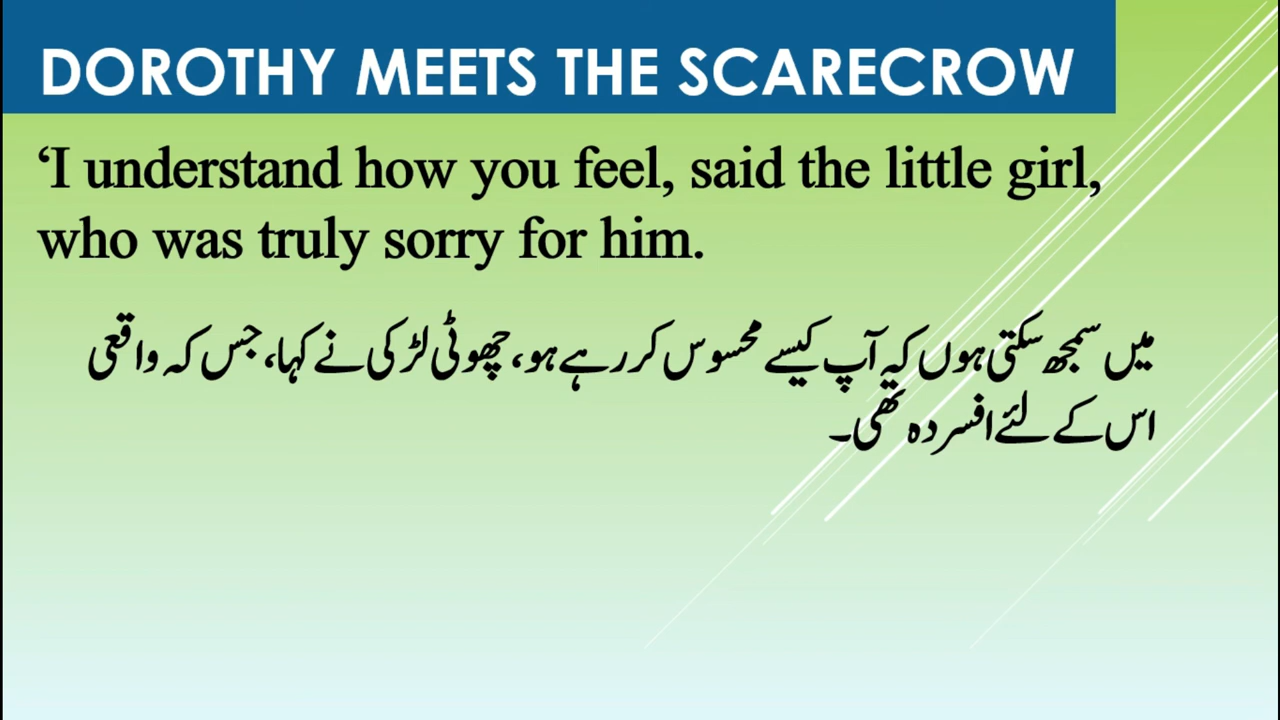 DOROTHY MEETS THE SCARECROW
‘I understand how you feel, said the little girl,
who was truly sorry for him.
میں سمجھ سکتی ہوں کہ آپ کیسے محسوس کر رہے ہو، چھوٹی لڑکی نے کہا، جس کہ واقعی
اس کے لئے افسردہ تھی۔